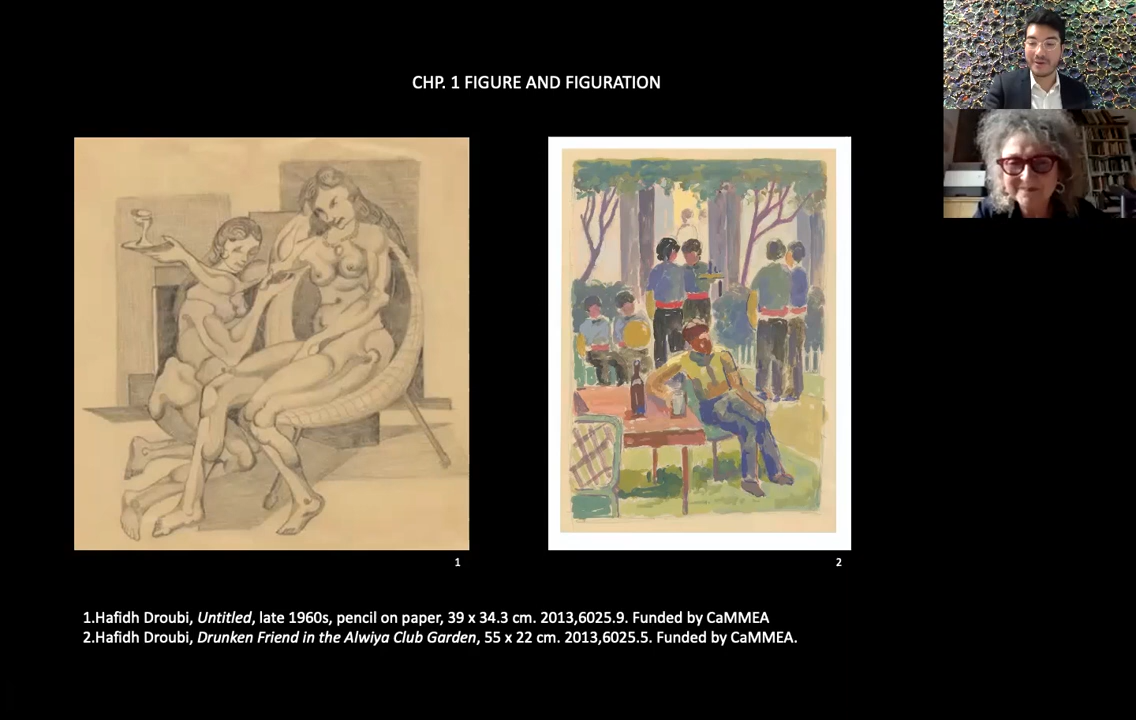 CHP. 1 FIGURE AND FIGURATION
1
2
1.Hafidh Droubi, Untitled, late 1960s, pencil on paper, 39 x 34.3 cm. 2013,6025.9. Funded by CaMMEA
2.Hafidh Droubi, Drunken Friend in the Alwiya Club Garden, 55 x 22 cm. 2013,6025.5. Funded by CaMMEA.